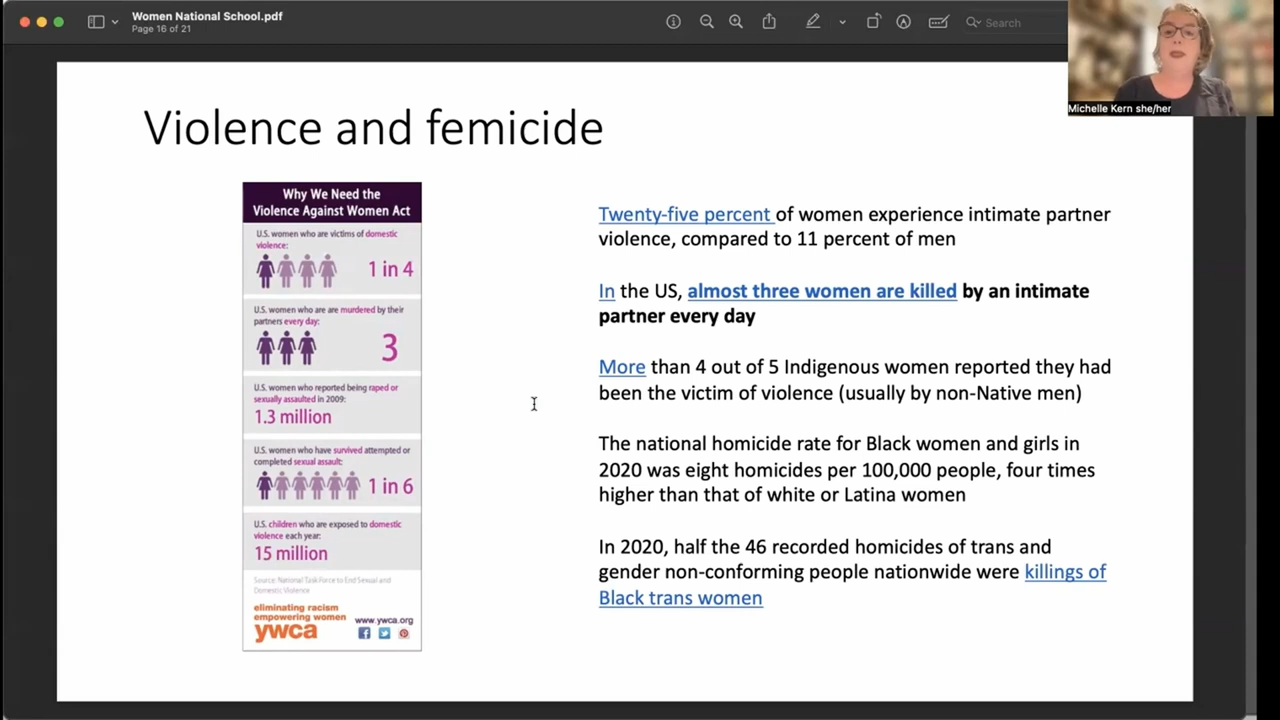 Women National School.pdf
Page 16 of 21
Search
Michelle Kern she/her
Violence and femicide
Why We Need the
Violence Against Women Act
U.S. women who are victims of domestic
violence:
1 in 4
U.S. women who are are murdered by their
partners every day:
3
U.S. women who reported being raped or
sexually assaulted in 2009:
1.3 million
U.S. women who have survived attempted or
completed sexual assault:
1 in 6
U.S. children who are exposed to domestic
violence each year:
15 million
Source: National Task Force to End Sexual and
Domestic Violence
eliminating racism
empowering women
ywca
www.ywca.org
Twenty-five percent of women experience intimate partner
violence, compared to 11 percent of men
In the US, almost three women are killed by an intimate
partner every day
More than 4 out of 5 Indigenous women reported they had
been the victim of violence (usually by non-Native men)
The national homicide rate for Black women and girls in
2020 was eight homicides per 100,000 people, four times
higher than that of white or Latina women
In 2020, half the 46 recorded homicides of trans and
gender non-conforming people nationwide were killings of
Black trans women